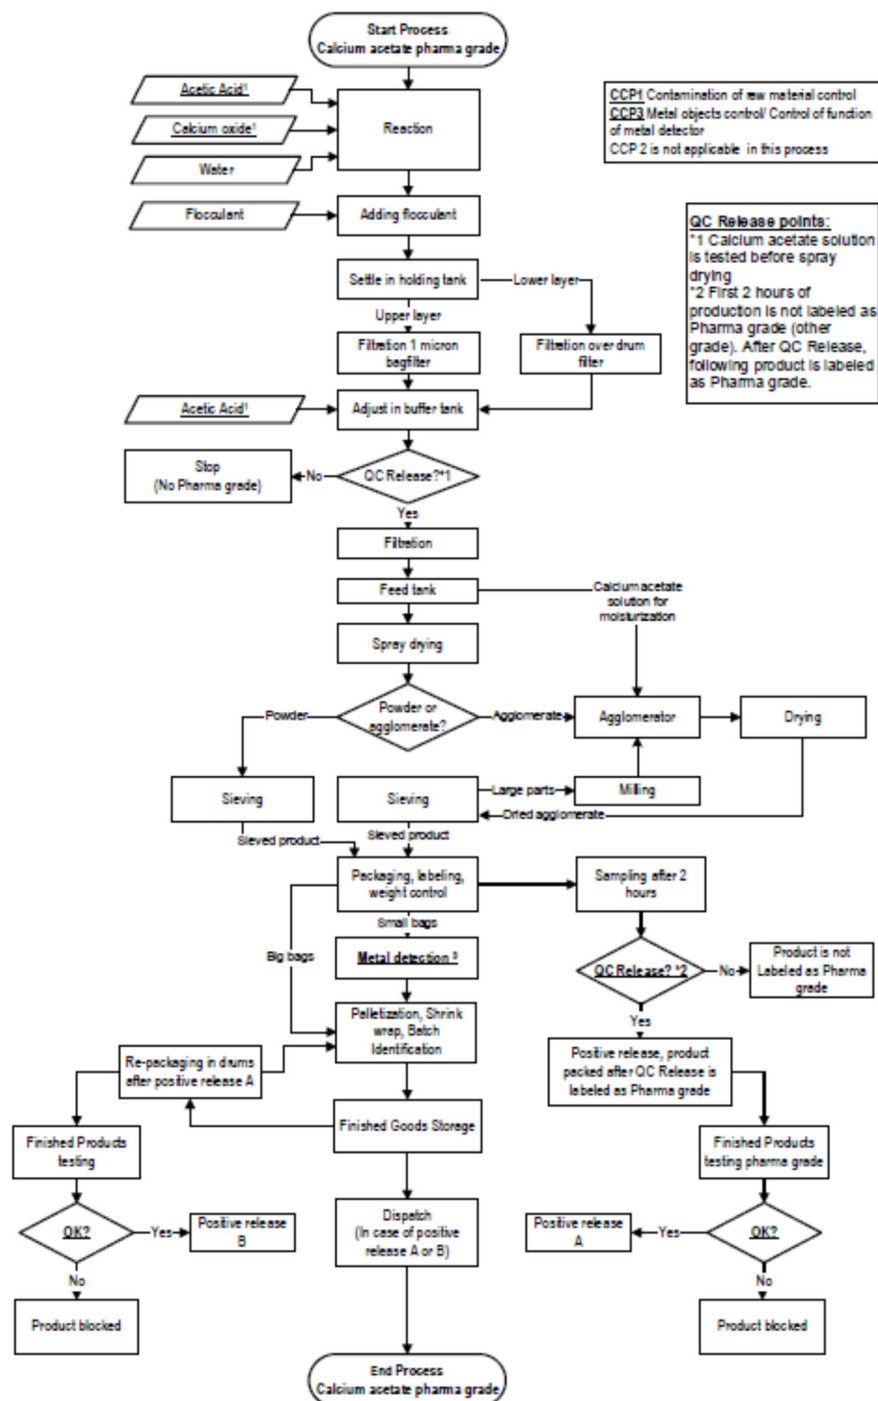 Start Process
Calcium acetate pharma grade
Acetic Acid¹
Calcium oxide¹
Water
Reaction
CCP1 Contamination of raw material control
CCP3 Metal objects control/ Control of function
of metal detector
CCP 2 is not applicable in this process
Flocculant
Adding flocculant
QC Release points:
*1 Calcium acetate solution
is tested before spray
drying
*2 First 2 hours of
production is not labeled as
Pharma grade (other
grade). After QC Release,
following product is labeled
as Pharma grade.
Settle in holding tank
Lower layer
Upper layer
Filtration 1 micron
bagfilter
Filtration over drum
filter
Acetic Acid¹
Adjust in buffer tank
Stop
(No Pharma grade)
No
QC Release?*1
Yes
Filtration
Feed tank
Calcium acetate
solution for
moisturization
Spray drying
Powder
Powder or
agglomerate?
Agglomerate
Agglomerator
Drying
Sieving
Sieving
Large parts
Milling
Dried agglomerate
Sieved product
Sieved product
Packaging, labeling,
weight control
Sampling after 2
hours
Small bags
Big bags
Metal detection ³
QC Release? *2
No
Product is not
Labeled as Pharma
grade
Yes
Palletization, Shrink
wrap, Batch
Identification
Re-packaging in drums
after positive release A
Positive release, product
packed after QC Release is
labeled as Pharma grade
Finished Goods Storage
Finished Products
testing
Finished Products
testing pharma grade
OK?
Yes
Positive release
B
Dispatch
(In case of positive
release A or B)
Positive release
A
Yes
OK?
No
No
Product blocked
Product blocked
End Process
Calcium acetate pharma grade